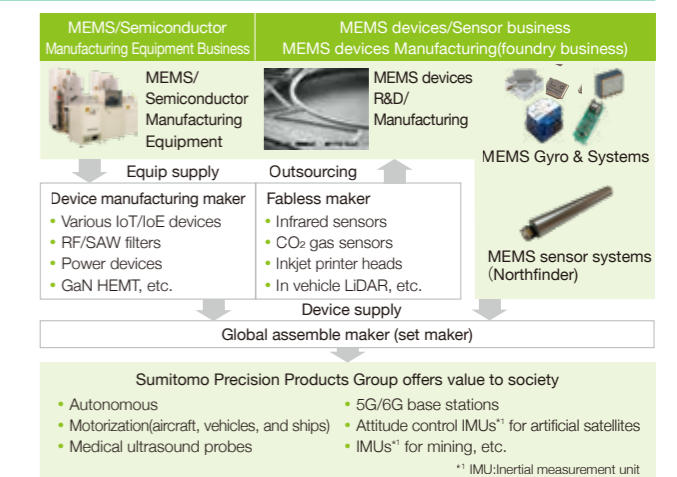 MEMS/Semiconductor
Manufacturing Equipment Business
MEMS devices/Sensor business
MEMS devices Manufacturing(foundry business)
MEMS/
Semiconductor
Manufacturing
Equipment
MEMS devices
R&D/
Manufacturing
MEMS Gyro & Systems
MEMS sensor systems
(Northfinder)
Equip supply
Outsourcing
Device manufacturing maker
• Various IoT/IoE devices
• RF/SAW filters
• Power devices
• GaN HEMT, etc.
Fabless maker
• Infrared sensors
• CO₂ gas sensors
• Inkjet printer heads
• In vehicle LiDAR, etc.
Device supply
Global assemble maker (set maker)
Sumitomo Precision Products Group offers value to society
• Autonomous
• Motorization(aircraft, vehicles, and ships)
• Medical ultrasound probes
• 5G/6G base stations
• Attitude control IMUs*1 for artificial satellites
• IMUs*1 for mining, etc.
*1 IMU:Inertial measurement unit